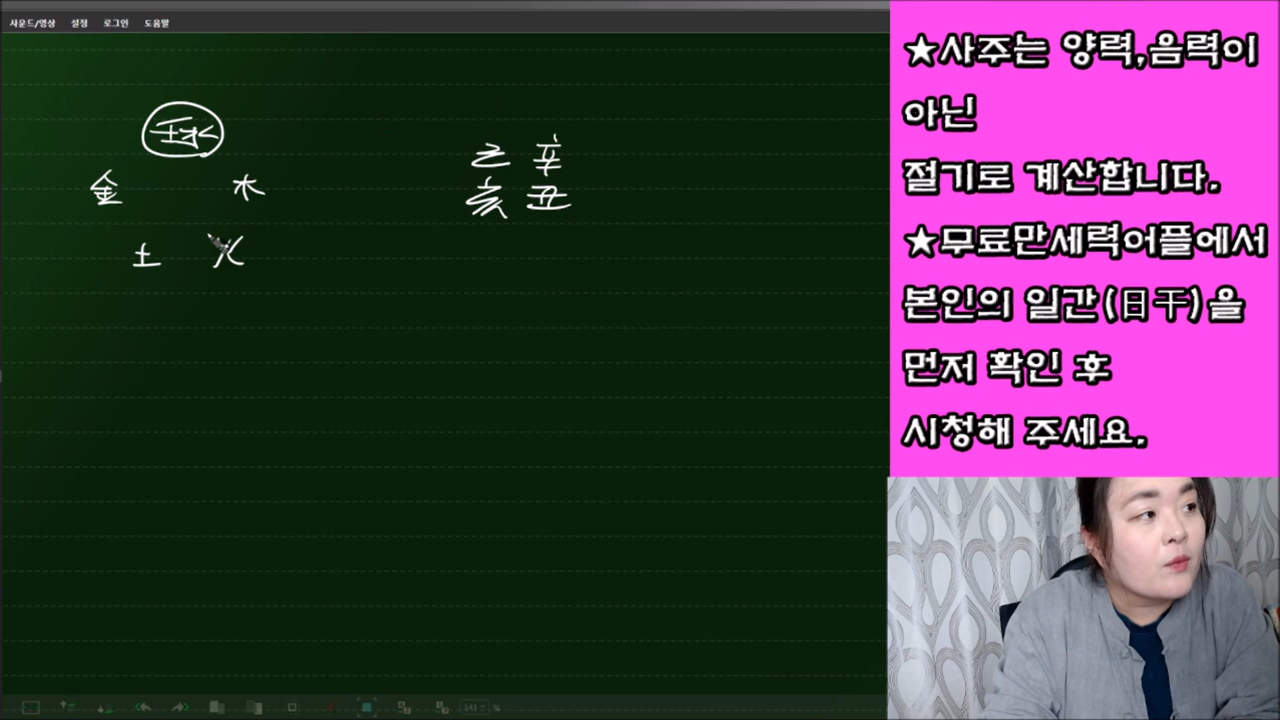 사운드/영상 설정 로그인 도움말
壬水
金 木
土 火
己 辛
亥 丑
★사주는 양력,음력이
아닌
절기로 계산합니다.
★무료만세력어플에서
본인의 일간(日干)을
먼저 확인 후
시청해 주세요.
143 %